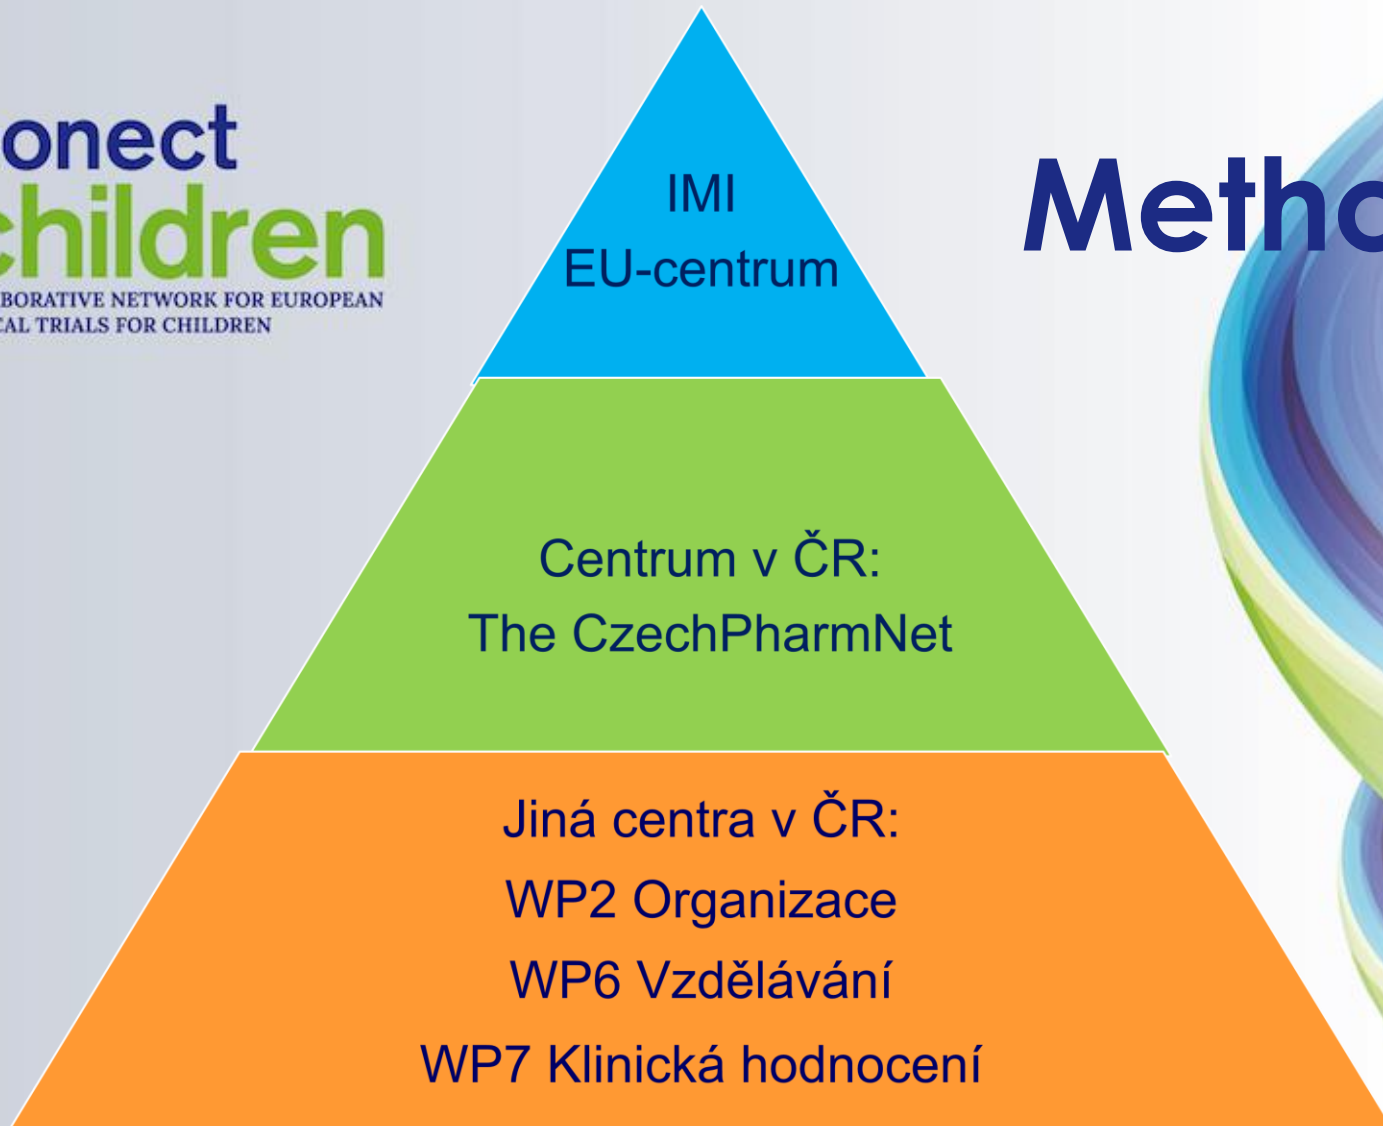 onect
children
BORATIVE NETWORK FOR EUROPEAN
CAL TRIALS FOR CHILDREN
Metho
IMI
EU-centrum
Centrum v ČR:
The CzechPharmNet
Jiná centra v ČR:
WP2 Organizace
WP6 Vzdělávání
WP7 Klinická hodnocení